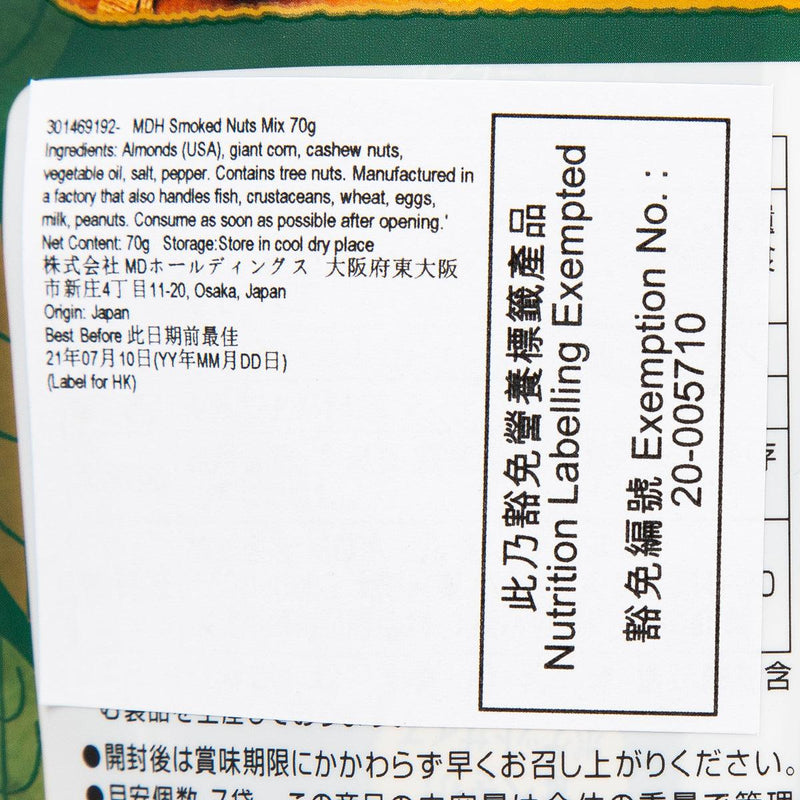 301469192- MDH Smoked Nuts Mix 70g
Ingredients: Almonds (USA), giant corn, cashew nuts,
vegetable oil, salt, pepper. Contains tree nuts. Manufactured in
a factory that also handles fish, crustaceans, wheat, eggs,
milk, peanuts. Consume as soon as possible after opening.'
Net Content: 70g Storage:Store in cool dry place
株式会社 MDホールディングス 大阪府東大阪
市新庄4丁目11-20, Osaka, Japan
Origin: Japan
Best Before 此日期前最佳
21年07月10日(YY年MM月DD日)
(Label for HK)
此乃豁免營養標籤產品
Nutrition Labelling Exempted
豁免編號 Exemption No. :
20-005710
●開封後は賞味期限にかかわらず早くお召し上がりください。